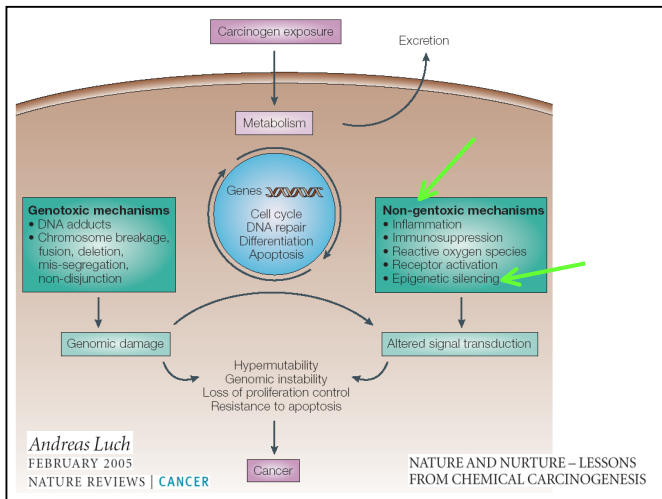 Carcinogen exposure
Excretion
Metabolism
Genes
Cell cycle
DNA repair
Differentiation
Apoptosis
Genotoxic mechanisms
• DNA adducts
• Chromosome breakage,
fusion, deletion,
mis-segregation,
non-disjunction
Non-gentoxic mechanisms
• Inflammation
• Immunosuppression
• Reactive oxygen species
• Receptor activation
• Epigenetic silencing
Genomic damage
Altered signal transduction
Hypermutability
Genomic instability
Loss of proliferation control
Resistance to apoptosis
Cancer
Andreas Luch
FEBRUARY 2005
NATURE REVIEWS | CANCER
NATURE AND NURTURE – LESSONS
FROM CHEMICAL CARCINOGENESIS